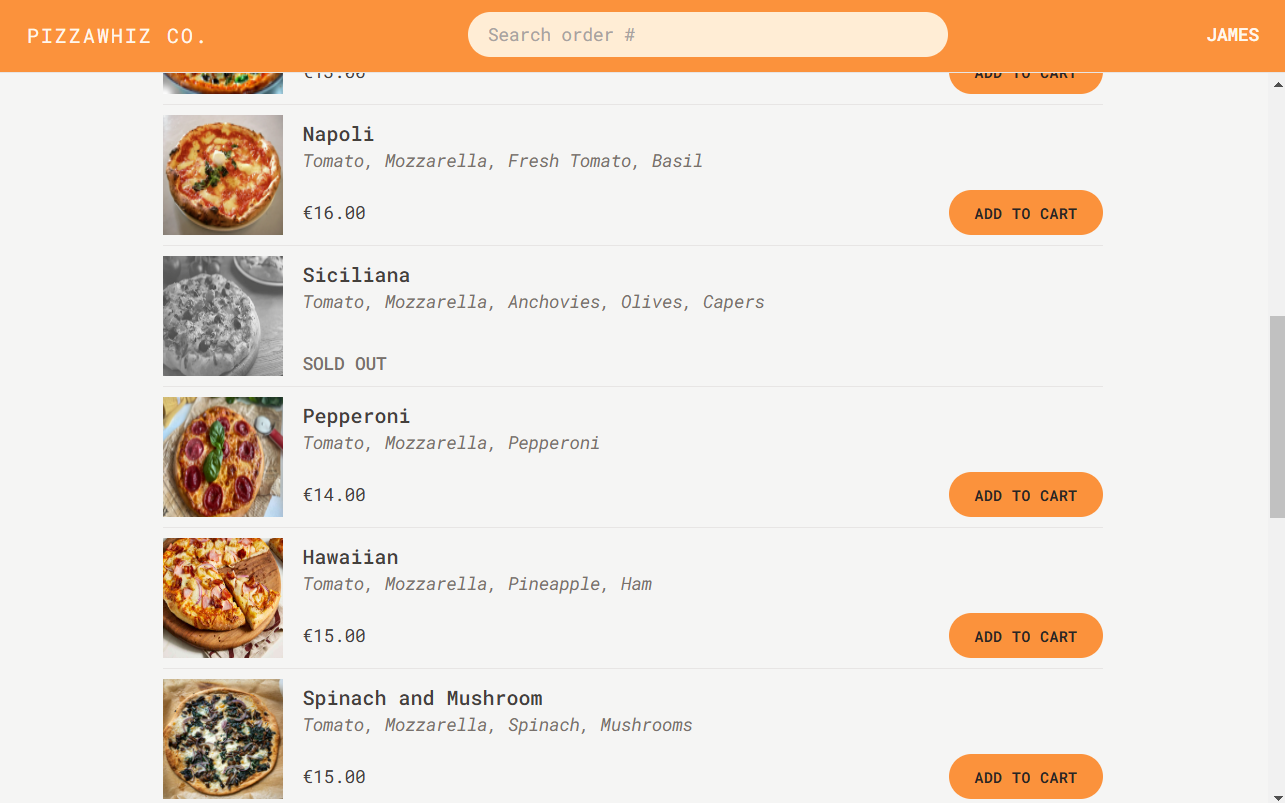 PIZZAWHIZ CO.
Search order #
JAMES
€15.00
ADD TO CART
Napoli
Tomato, Mozzarella, Fresh Tomato, Basil
€16.00
ADD TO CART
Siciliana
Tomato, Mozzarella, Anchovies, Olives, Capers
SOLD OUT
Pepperoni
Tomato, Mozzarella, Pepperoni
€14.00
ADD TO CART
Hawaiian
Tomato, Mozzarella, Pineapple, Ham
€15.00
ADD TO CART
Spinach and Mushroom
Tomato, Mozzarella, Spinach, Mushrooms
€15.00
ADD TO CART